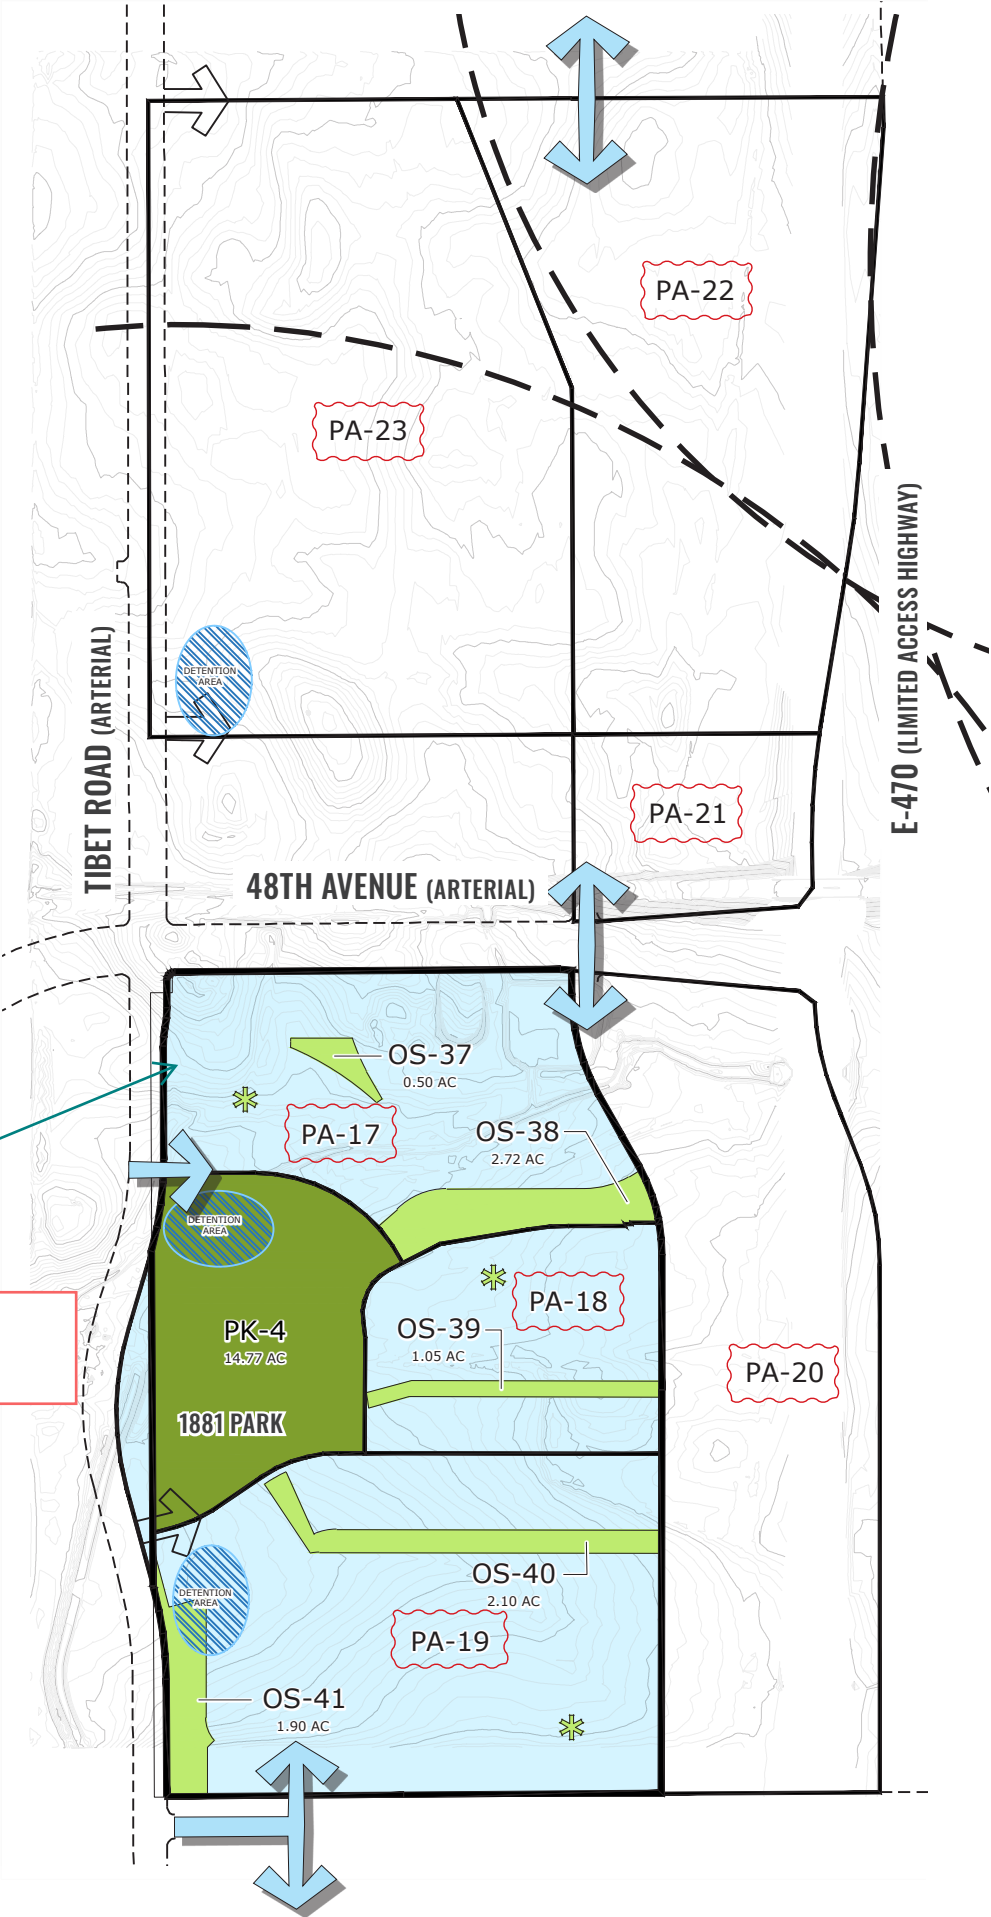 PA-22
PA-23
E-470 (LIMITED ACCESS HIGHWAY)
TIBET ROAD (ARTERIAL)
DETENTION
AREA
PA-21
48TH AVENUE (ARTERIAL)
OS-37
0.50 AC
PA-17
OS-38
2.72 AC
DETENTION
AREA
PA-18
PK-4
14.77 AC
OS-39
1.05 AC
PA-20
1881 PARK
OS-40
2.10 AC
DETENTION
AREA
PA-19
OS-41
1.90 AC